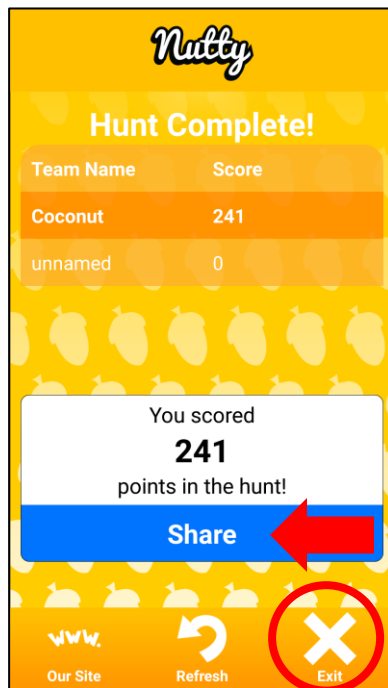 Nutty
Hunt Complete!
Team Name Score
Coconut 241
unnamed 0
You scored
241
points in the hunt!
Share
www.
Our Site Refresh Exit